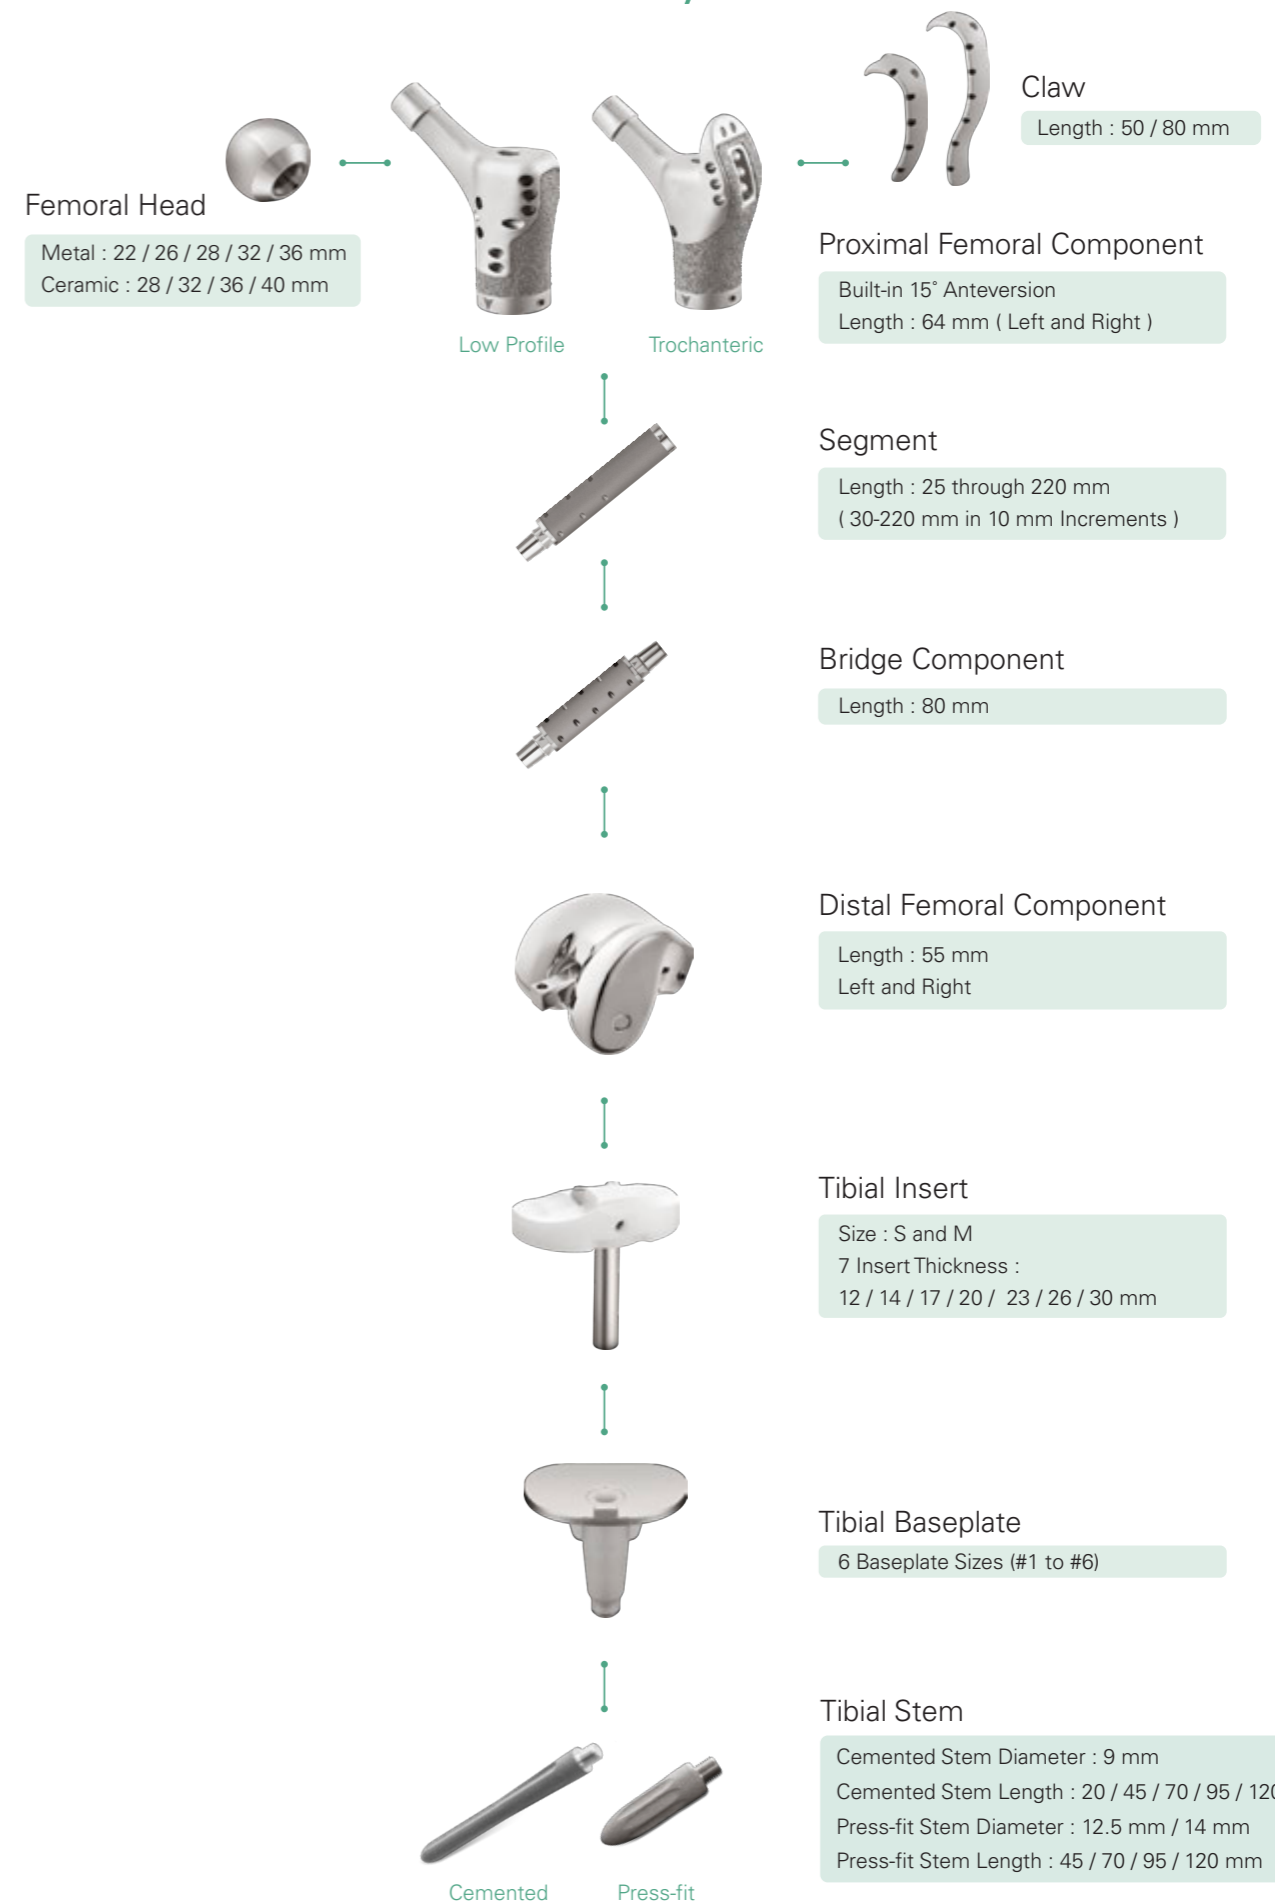 Claw
Length : 50 / 80 mm
Femoral Head
Metal : 22 / 26 / 28 / 32 / 36 mm
Ceramic : 28 / 32 / 36 / 40 mm
Low Profile
Trochanteric
Proximal Femoral Component
Built-in 15° Anteversion
Length : 64 mm ( Left and Right )
Segment
Length : 25 through 220 mm
( 30-220 mm in 10 mm Increments )
Bridge Component
Length : 80 mm
Distal Femoral Component
Length : 55 mm
Left and Right
Tibial Insert
Size : S and M
7 Insert Thickness :
12 / 14 / 17 / 20 / 23 / 26 / 30 mm
Tibial Baseplate
6 Baseplate Sizes (#1 to #6)
Tibial Stem
Cemented Stem Diameter : 9 mm
Cemented Stem Length : 20 / 45 / 70 / 95 / 120
Press-fit Stem Diameter : 12.5 mm / 14 mm
Press-fit Stem Length : 45 / 70 / 95 / 120 mm
Cemented
Press-fit